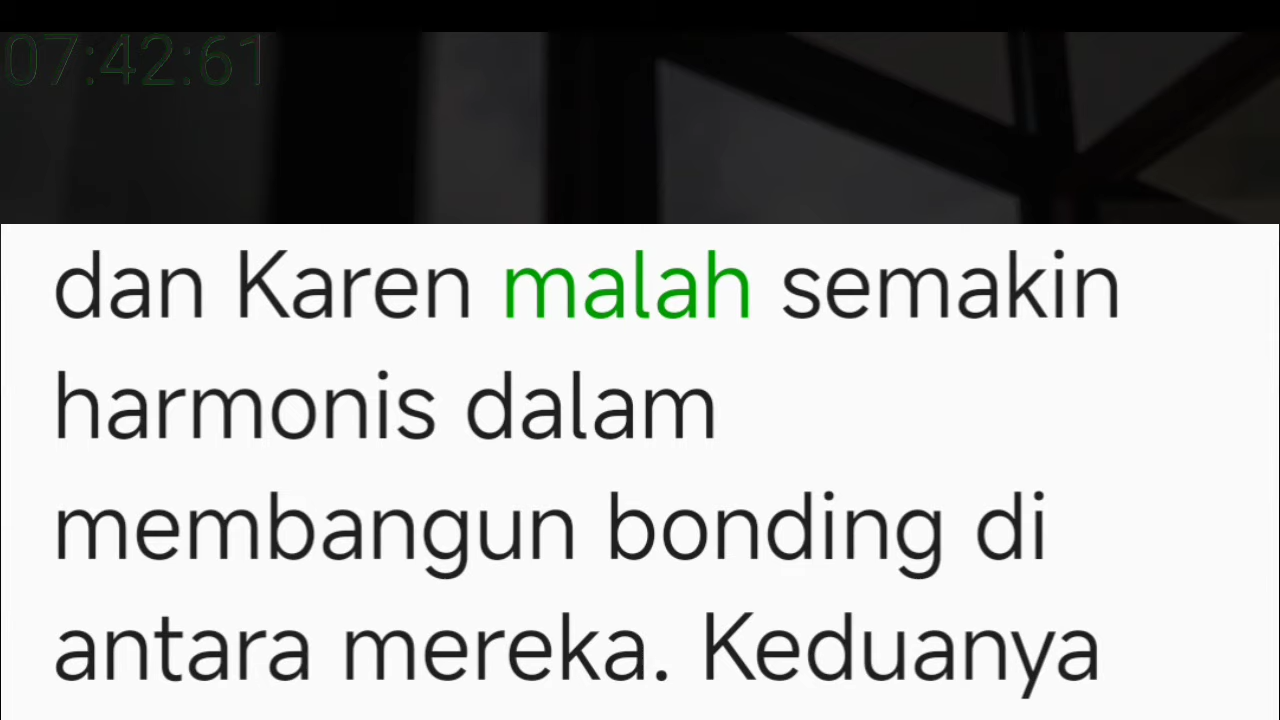 07:42:61
dan Karen malah semakin
harmonis dalam
membangun bonding di
antara mereka. Keduanya